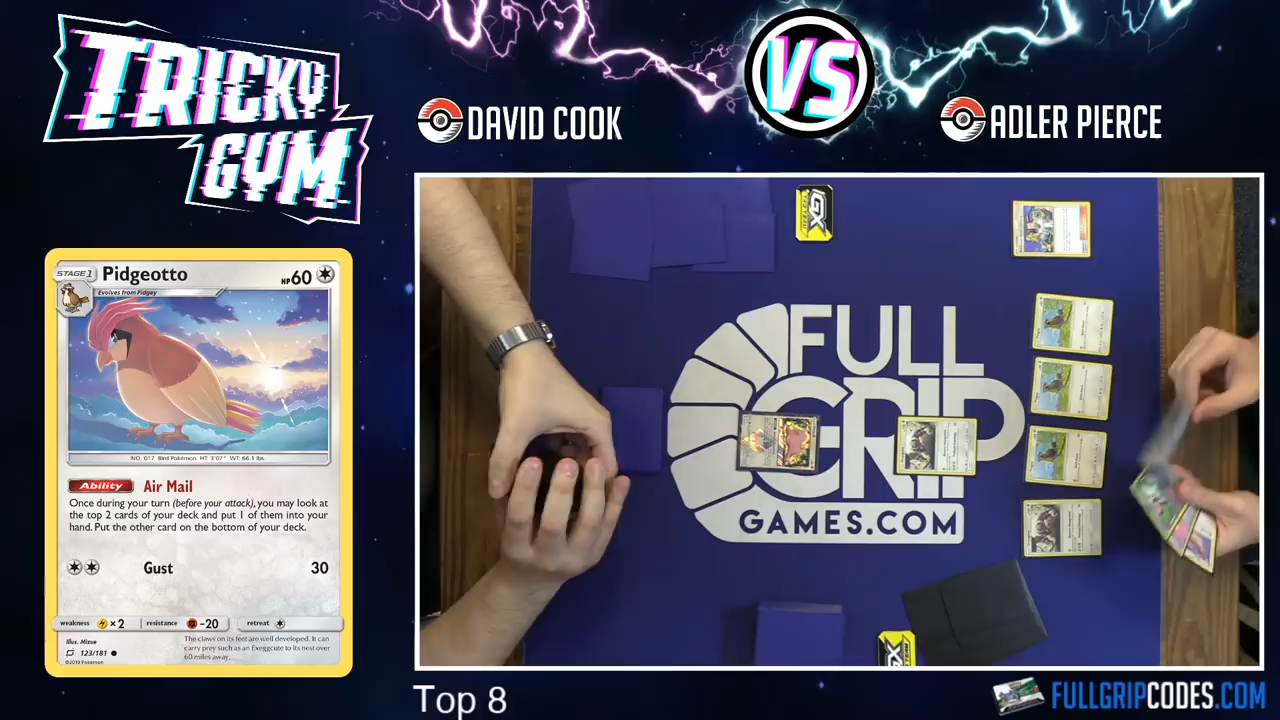 TRICKY
GYM
VS
DAVID COOK
ADLER PIERCE
STAGE 1
Pidgeotto
HP60
Evolves from Pidgey
NO. 017 Bird Pokémon HT: 3'07" WT: 66.1 lbs.
Ability Air Mail
Once during your turn (before your attack), you may look at
the top 2 cards of your deck and put 1 of them into your
hand. Put the other card on the bottom of your deck.
Gust 30
weakness ×2 resistance -20 retreat
Illus. Mizue
The claws on its feet are well developed. It can
carry prey such as an Exeggcute to its nest over
60 miles away.
123/181
©2019 Pokémon
GX
FULL
GRIP
GAMES.COM
Top 8
FULLGRIPCODES.COM